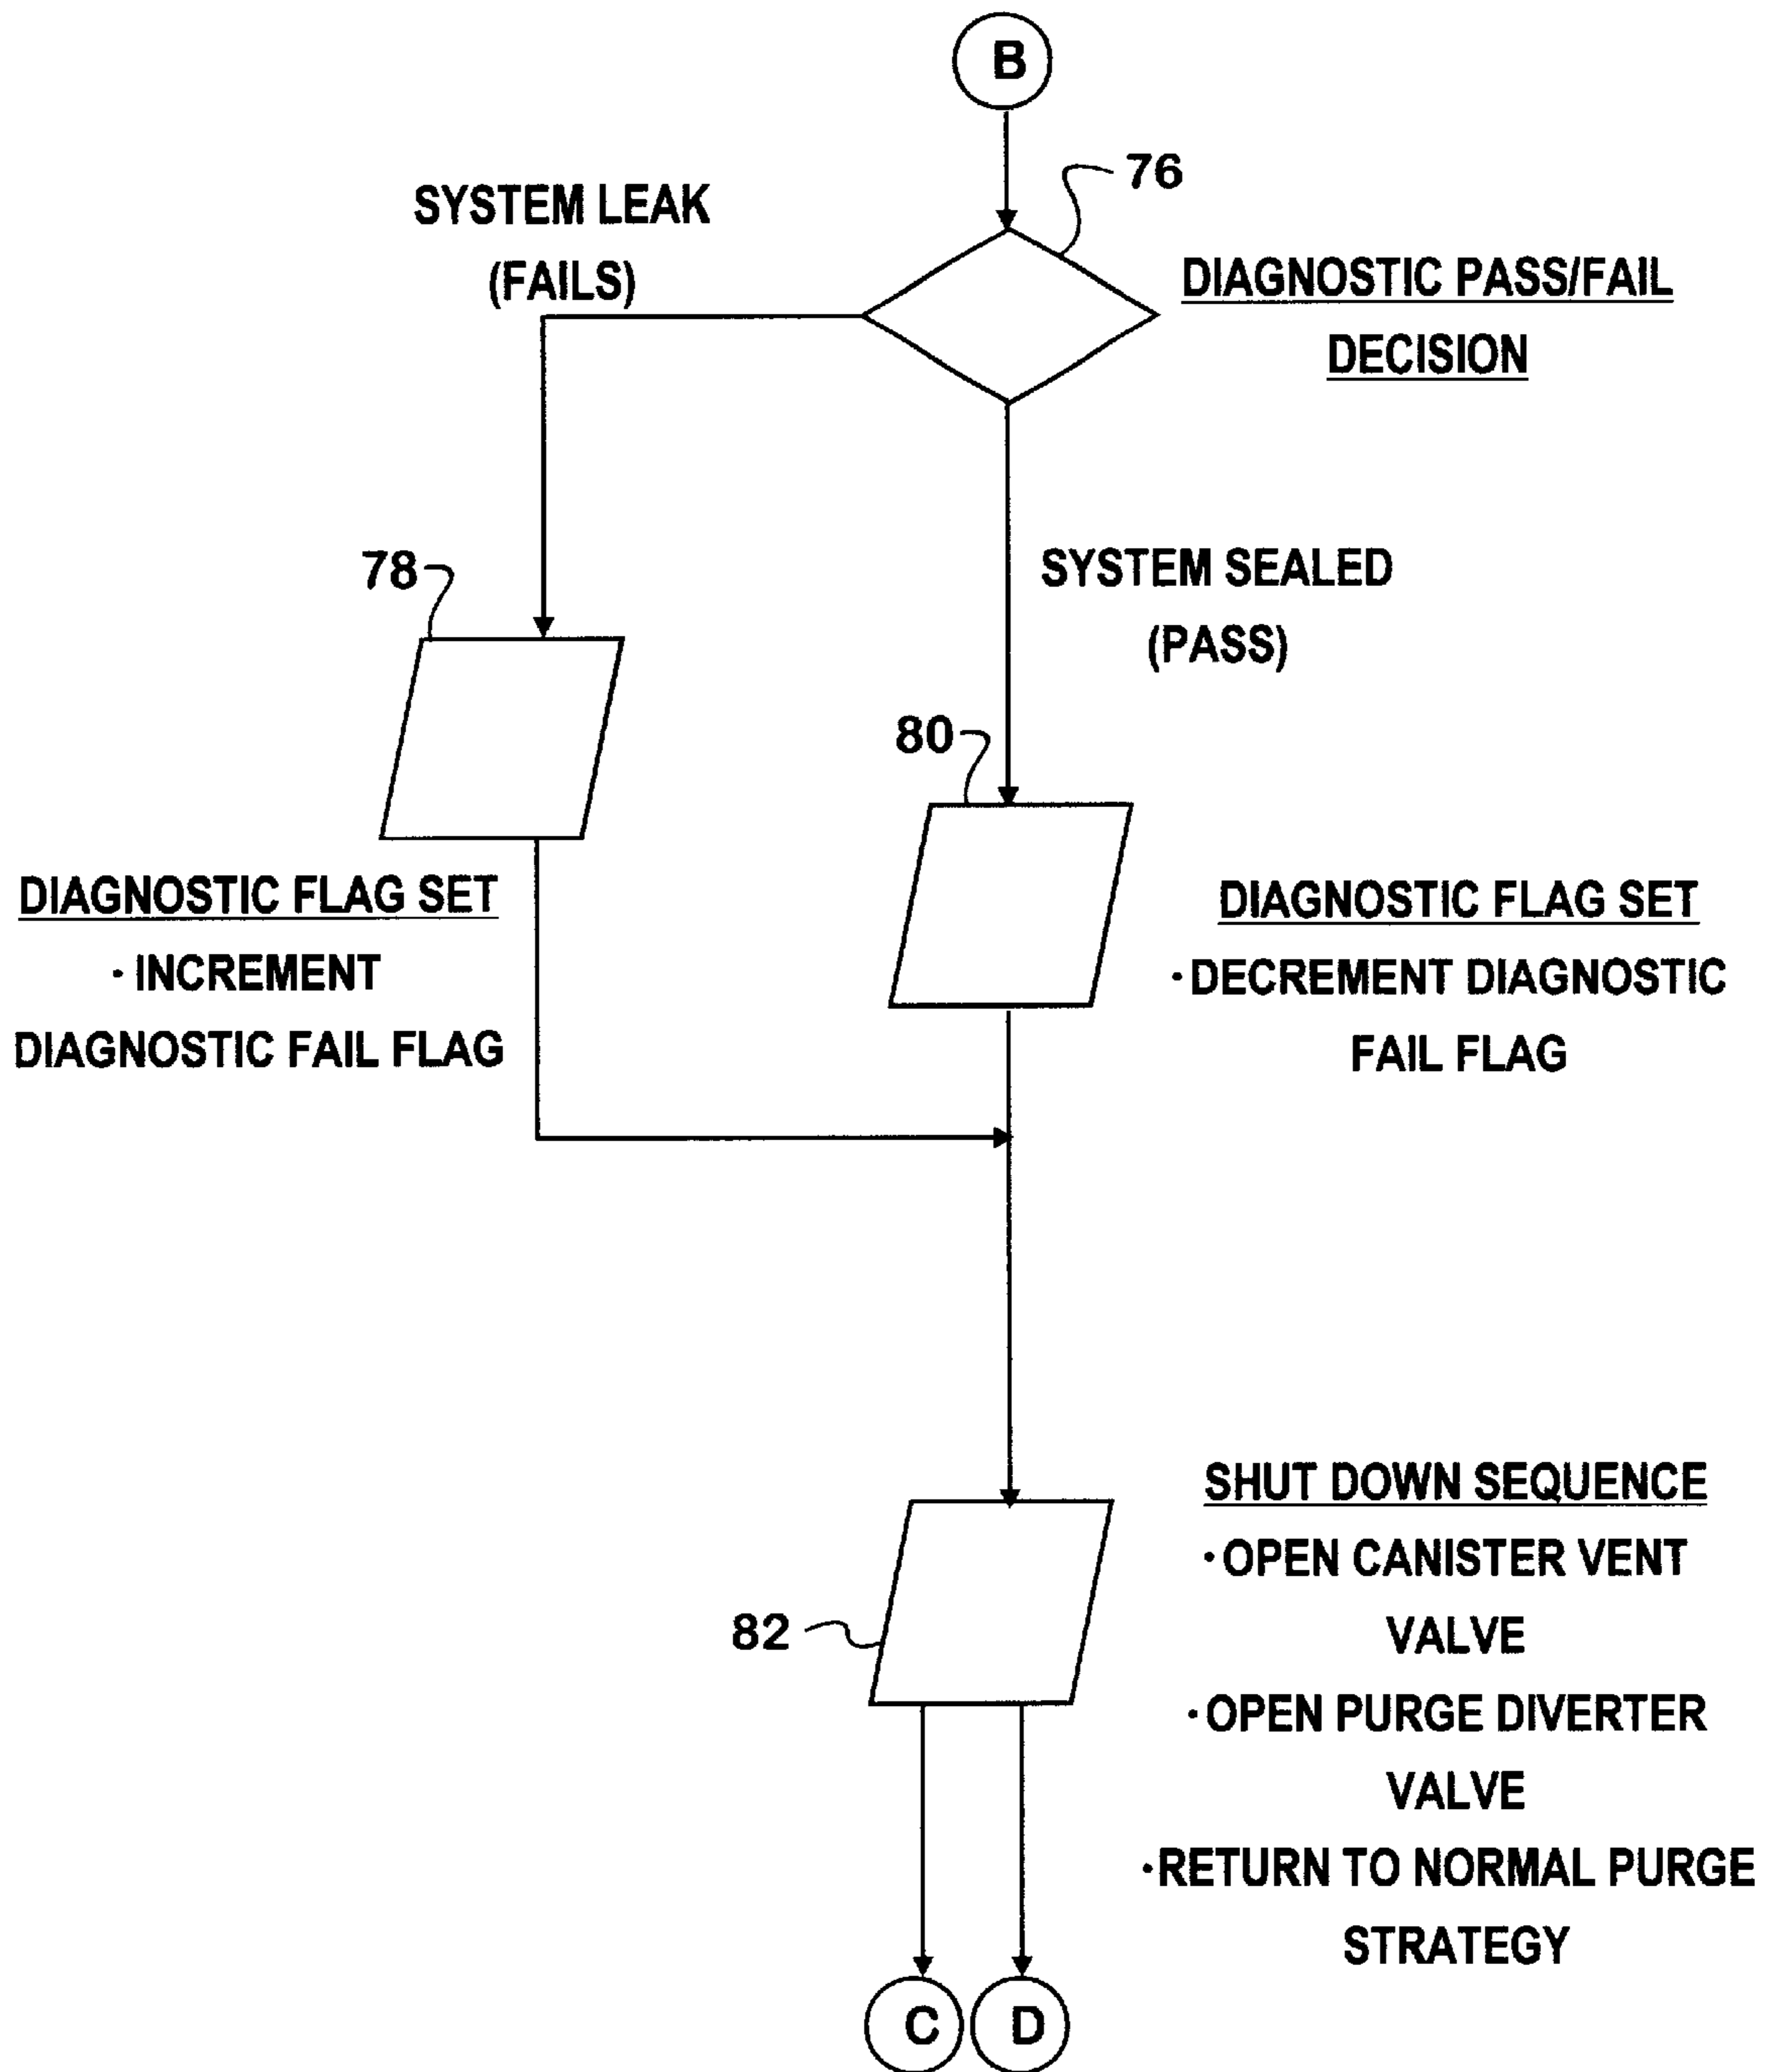 B
76
SYSTEM LEAK
(FAILS)
DIAGNOSTIC PASS/FAIL
DECISION
78
SYSTEM SEALED
(PASS)
80
DIAGNOSTIC FLAG SET
· INCREMENT
DIAGNOSTIC FAIL FLAG
DIAGNOSTIC FLAG SET
· DECREMENT DIAGNOSTIC
FAIL FLAG
SHUT DOWN SEQUENCE
· OPEN CANISTER VENT
VALVE
· OPEN PURGE DIVERTER
VALVE
· RETURN TO NORMAL PURGE
STRATEGY
82
C
D